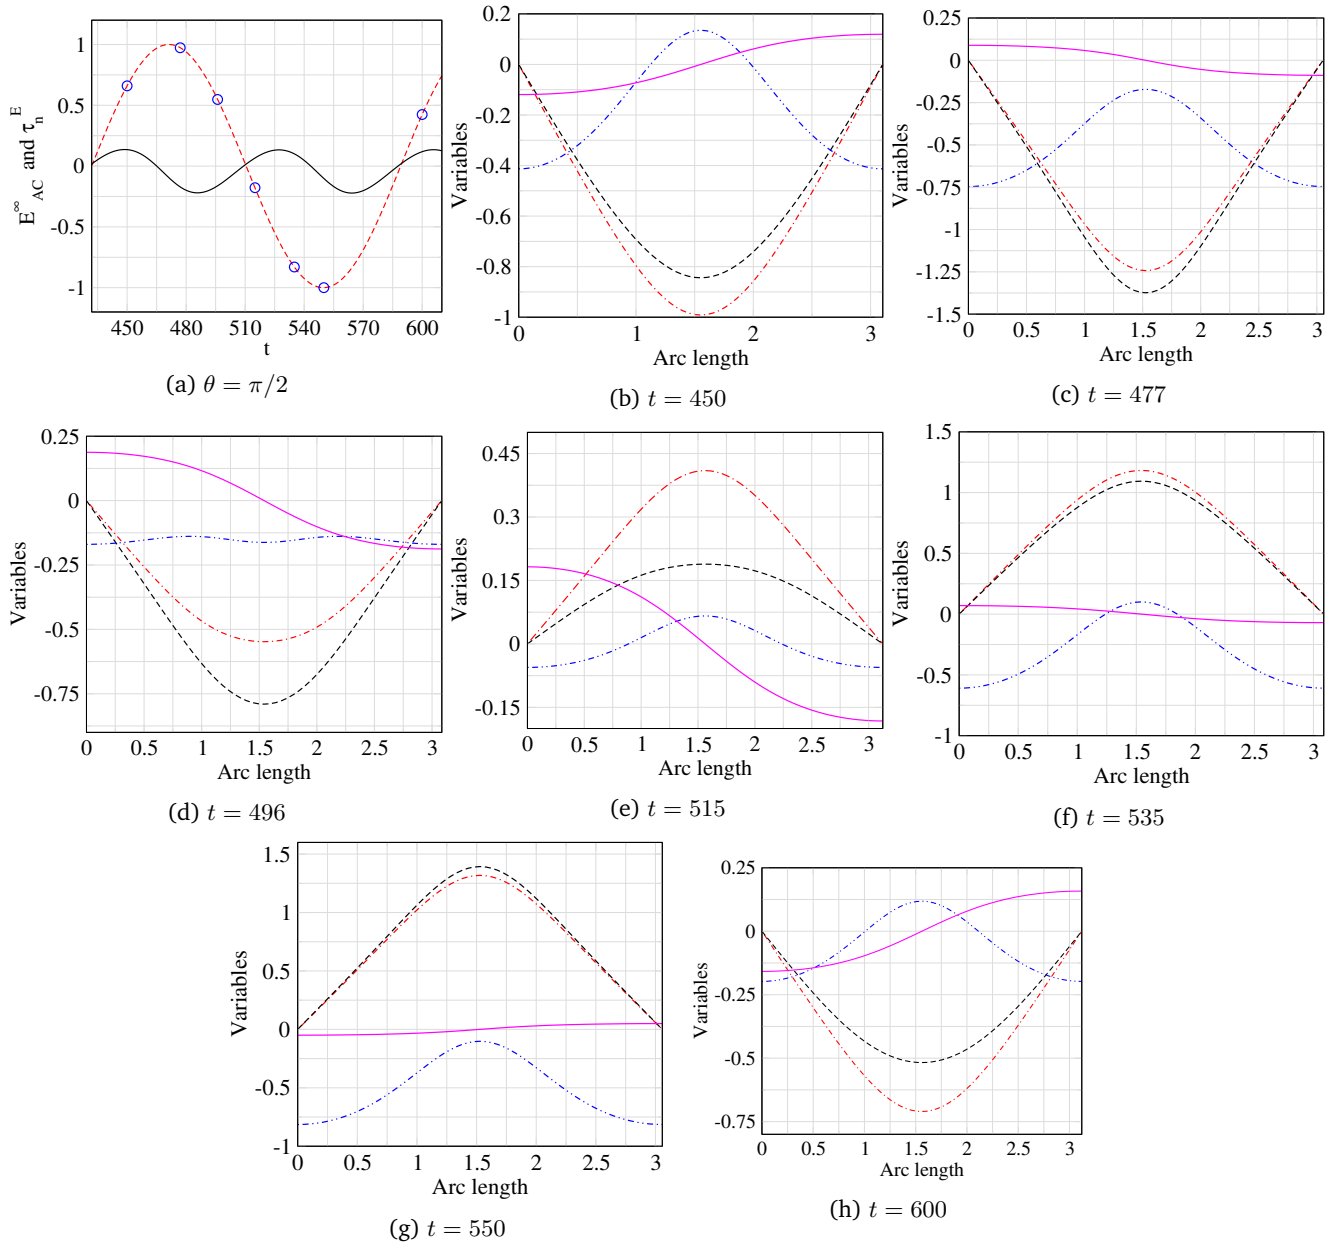 E^∞_AC and τ_n^E
1
0.5
0
-0.5
-1
450 480 510 540 570 600
t
(a) θ = π/2
Variables
0.2
0
-0.2
-0.4
-0.6
-0.8
-1
0 1 2 3
Arc length
(b) t = 450
Variables
0.25
0
-0.25
-0.5
-0.75
-1
-1.25
-1.5
0 0.5 1 1.5 2 2.5 3
Arc length
(c) t = 477
Variables
0.25
0
-0.25
-0.5
-0.75
0 0.5 1 1.5 2 2.5 3
Arc length
(d) t = 496
Variables
0.45
0.3
0.15
0
-0.15
0 0.5 1 1.5 2 2.5 3
Arc length
(e) t = 515
Variables
1.5
1
0.5
0
-0.5
-1
0 0.5 1 1.5 2 2.5 3
Arc length
(f) t = 535
Variables
1.5
1
0.5
0
-0.5
-1
0 0.5 1 1.5 2 2.5 3
Arc length
(g) t = 550
Variables
0.25
0
-0.25
-0.5
-0.75
0 0.5 1 1.5 2 2.5 3
Arc length
(h) t = 600